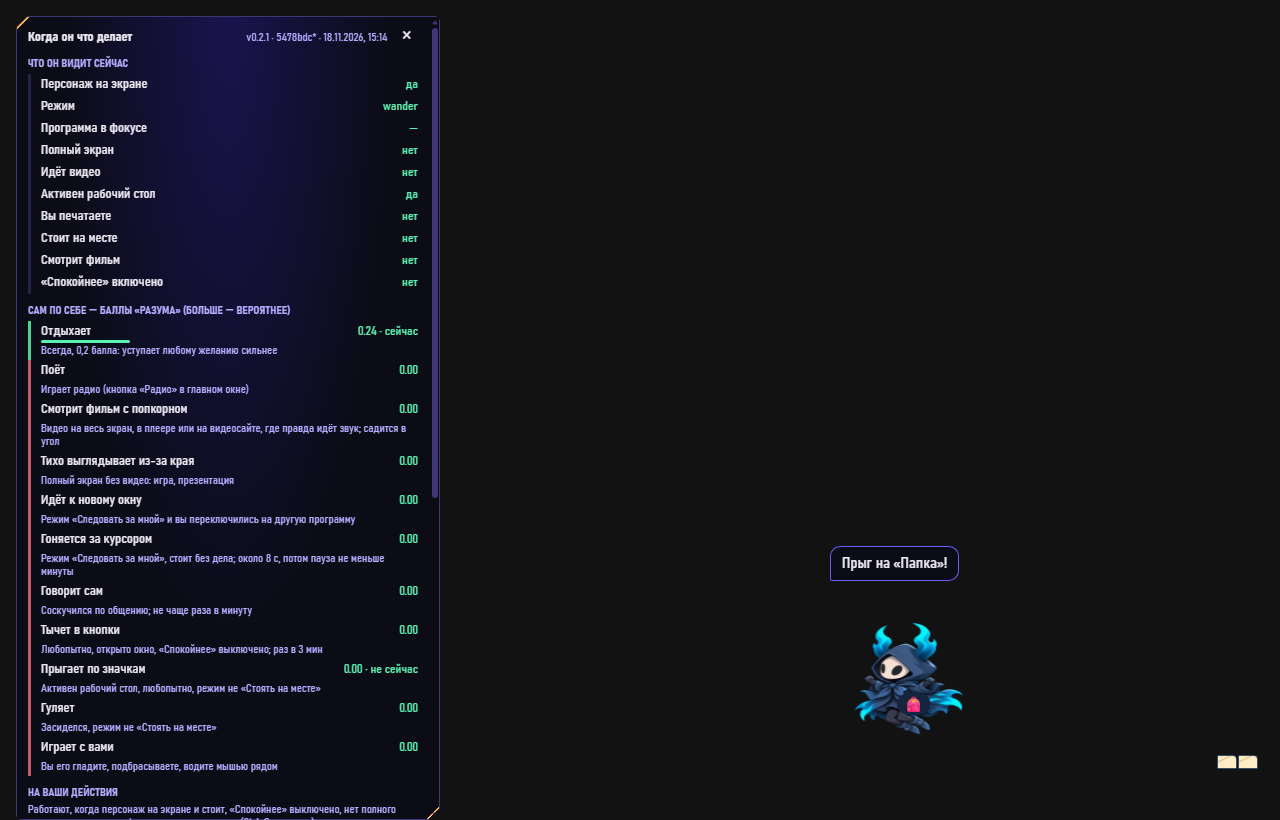 Когда он что делает
v0.2.1 · 5478bdc* · 18.11.2026, 15:14 ✕
ЧТО ОН ВИДИТ СЕЙЧАС
Персонаж на экране да
Режим wander
Программа в фокусе —
Полный экран нет
Идёт видео нет
Активен рабочий стол да
Вы печатаете нет
Стоит на месте нет
Смотрит фильм нет
«Спокойнее» включено нет
САМ ПО СЕБЕ — БАЛЛЫ «РАЗУМА» (БОЛЬШЕ — ВЕРОЯТНЕЕ)
Отдыхает 0.24 · сейчас
Всегда, 0,2 балла: уступает любому желанию сильнее
Поёт 0.00
Играет радио (кнопка «Радио» в главном окне)
Смотрит фильм с попкорном 0.00
Видео на весь экран, в плеере или на видеосайте, где правда идёт звук; садится в
угол
Тихо выглядывает из-за края 0.00
Полный экран без видео: игра, презентация
Идёт к новому окну 0.00
Режим «Следовать за мной» и вы переключились на другую программу
Гоняется за курсором 0.00
Режим «Следовать за мной», стоит без дела; около 8 с, потом пауза не меньше
минуты
Говорит сам 0.00
Соскучился по общению; не чаще раза в минуту
Тычет в кнопки 0.00
Любопытно, открыто окно, «Спокойнее» выключено; раз в 3 мин
Прыгает по значкам 0.00 · не сейчас
Активен рабочий стол, любопытно, режим не «Стоять на месте»
Гуляет 0.00
Засиделся, режим не «Стоять на месте»
Играет с вами 0.00
Вы его гладите, подбрасываете, водите мышью рядом
НА ВАШИ ДЕЙСТВИЯ
Работают, когда персонаж на экране и стоит, «Спокойнее» выключено, нет полного
Прыг на «Папка»!